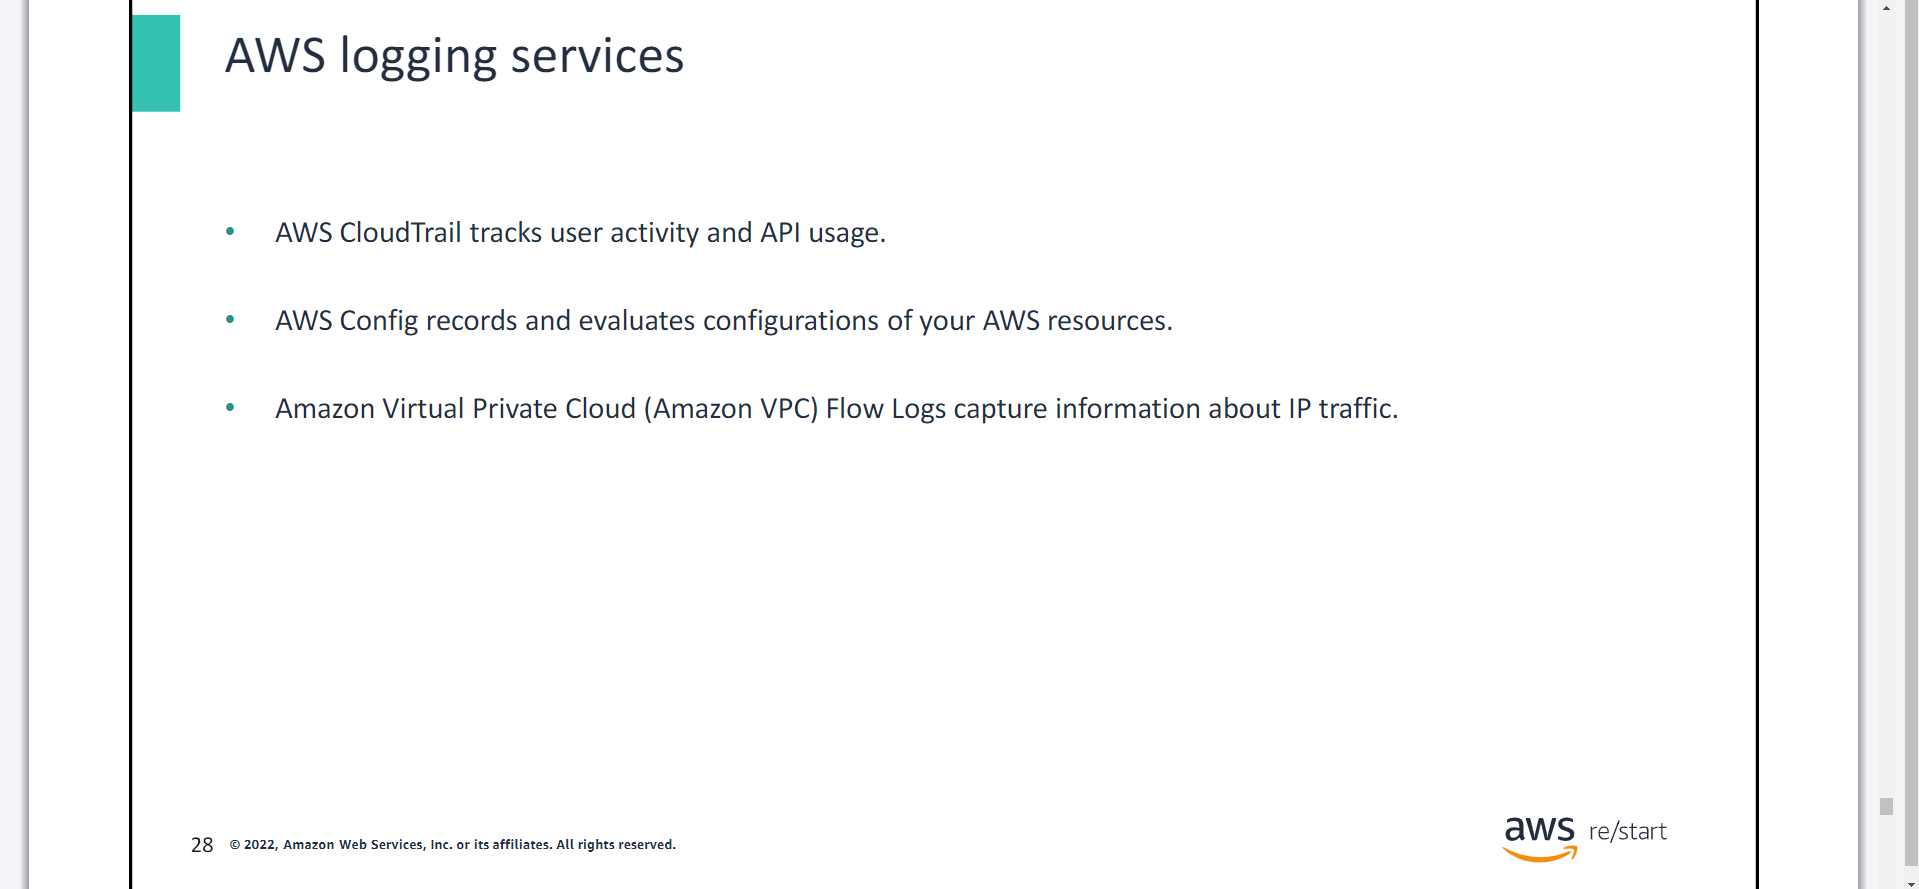 AWS logging services
• AWS CloudTrail tracks user activity and API usage.
• AWS Config records and evaluates configurations of your AWS resources.
• Amazon Virtual Private Cloud (Amazon VPC) Flow Logs capture information about IP traffic.
28 © 2022, Amazon Web Services, Inc. or its affiliates. All rights reserved.
aws re/start